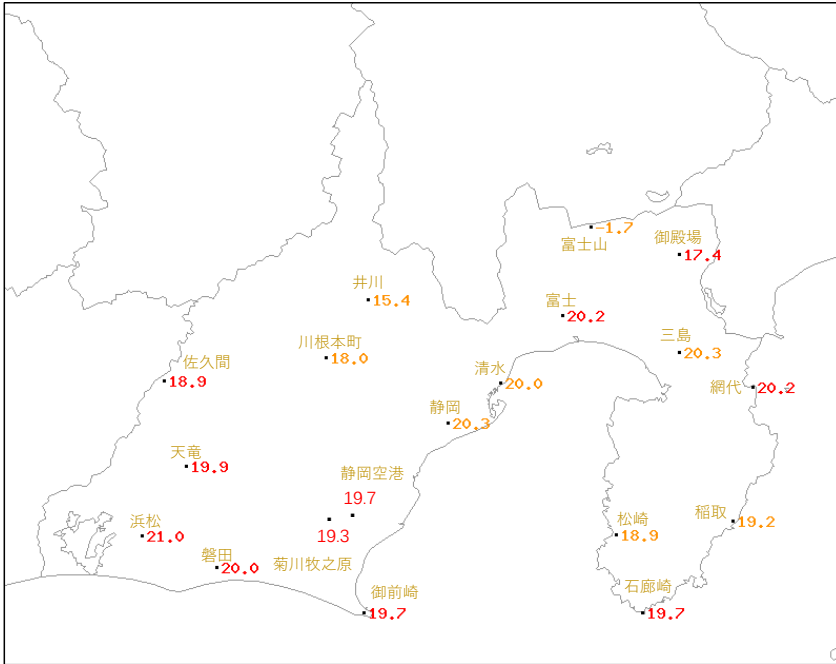 -1.7
富士山
御殿場
17.4
井川
15.4
富士
20.2
川根本町
18.0
三島
20.3
佐久間
18.9
清水
20.0
網代
20.2
静岡
20.3
天竜
19.9
静岡空港
19.7
浜松
21.0
19.3
菊川牧之原
磐田
20.0
松崎
18.9
稲取
19.2
御前崎
19.7
石廊崎
19.7